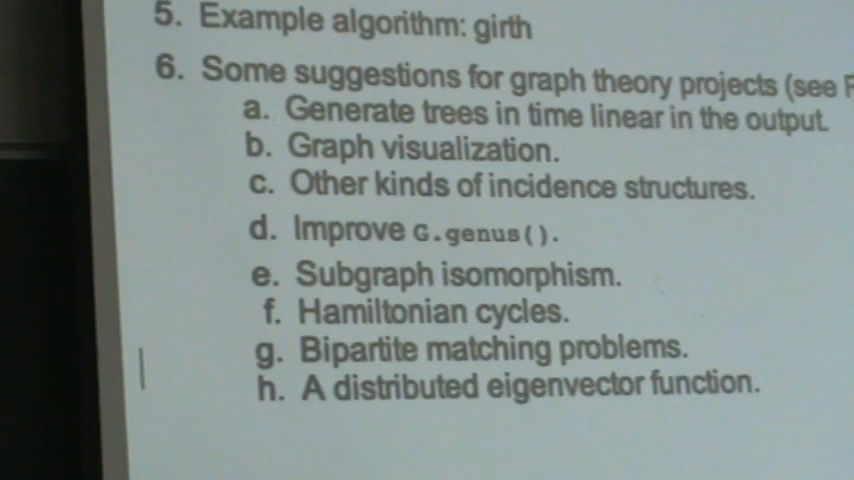 5. Example algorithm: girth
6. Some suggestions for graph theory projects (see
a. Generate trees in time linear in the output.
b. Graph visualization.
c. Other kinds of incidence structures.
d. Improve G.genus().
e. Subgraph isomorphism.
f. Hamiltonian cycles.
g. Bipartite matching problems.
h. A distributed eigenvector function.